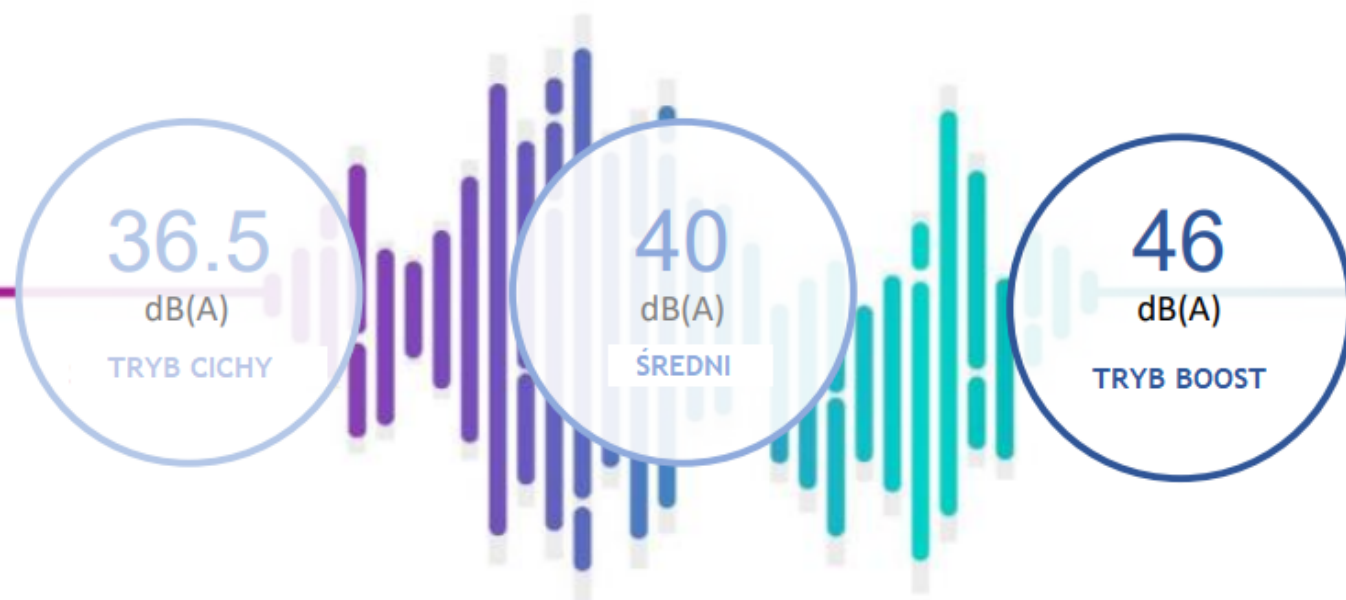 36.5
dB(A)
TRYB CICHY
40
dB(A)
ŚREDNI
46
dB(A)
TRYB BOOST